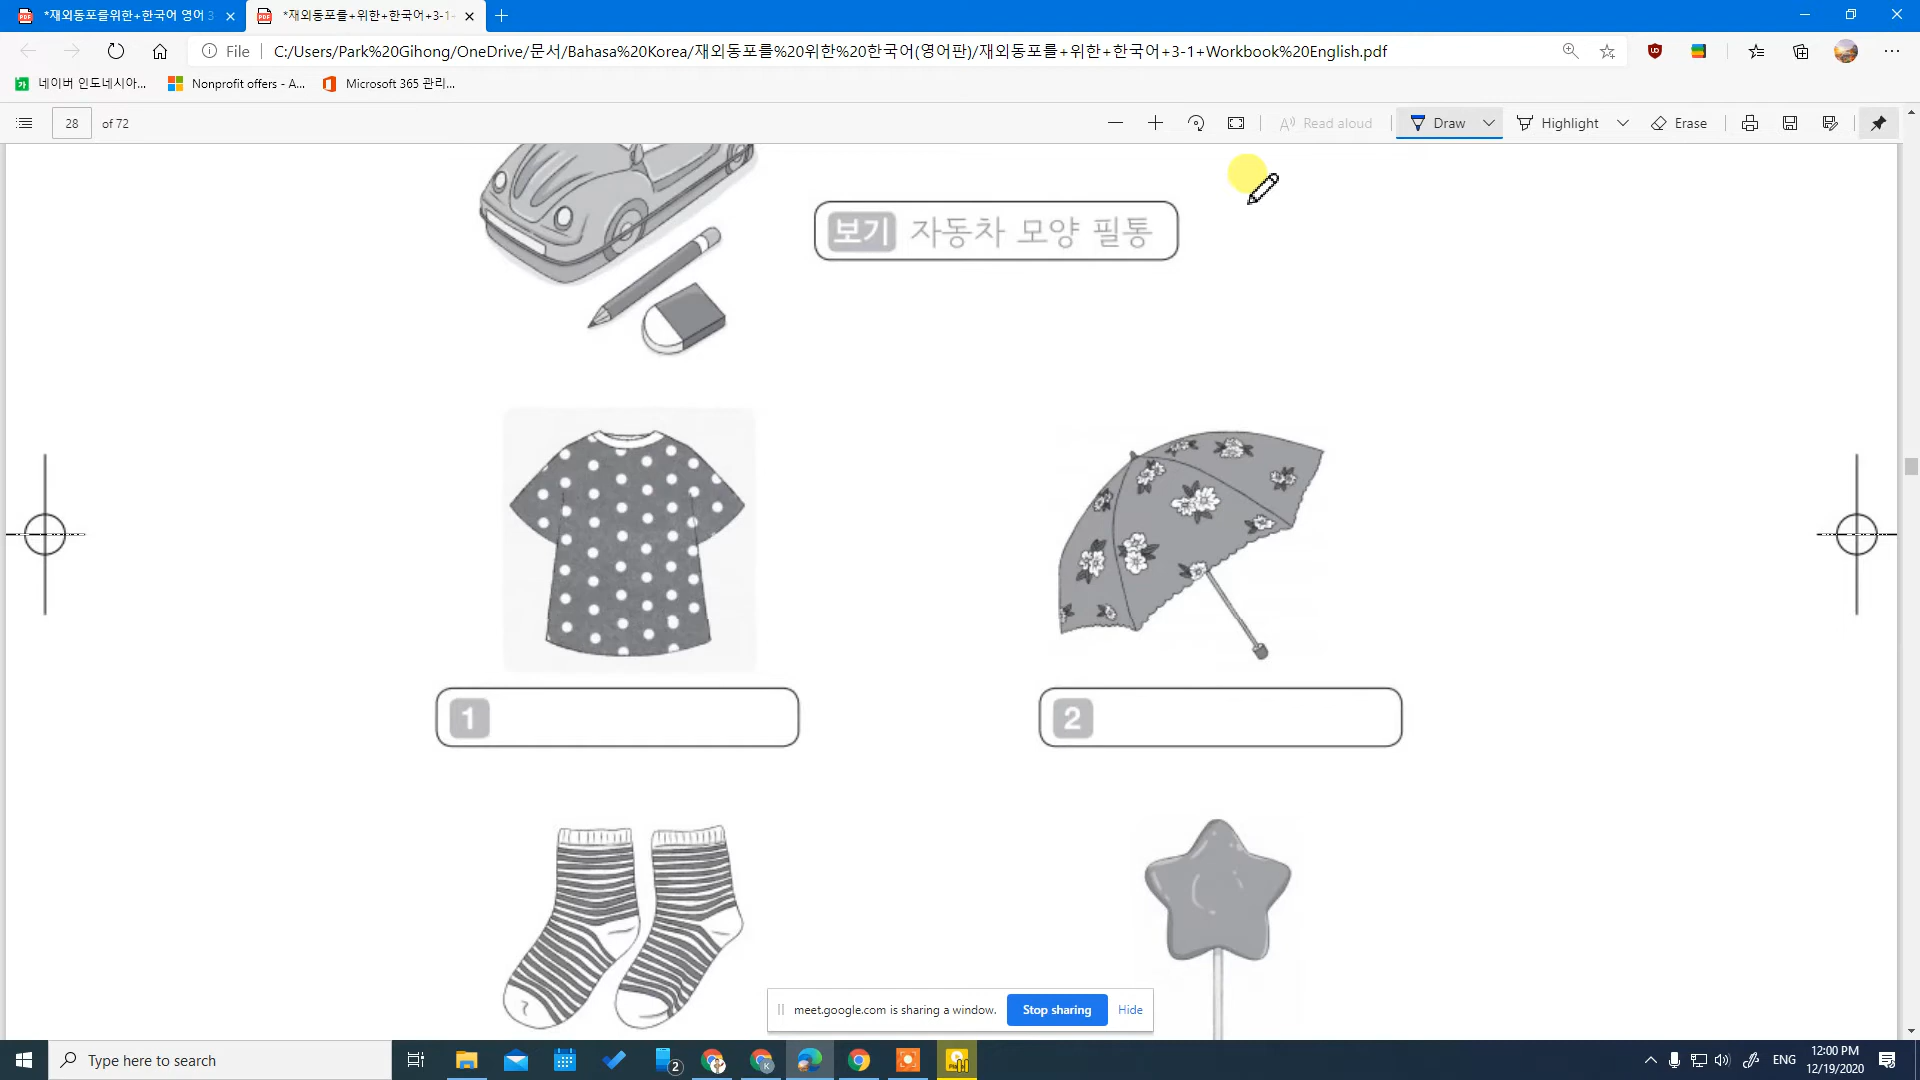 *재외동포를위한+한국어 영어 3
*재외동포를+위한+한국어+3-1-
File
C:/Users/Park%20Gihong/OneDrive/문서/Bahasa%20Korea/재외동포를%20위한%20한국어(영어판)/재외동포를+위한+한국어+3-1+Workbook%20English.pdf
네이버 인도네시아... Nonprofit offers - A... Microsoft 365 관리...
28 of 72 Read aloud Draw Highlight Erase
보기 자동차 모양 필통
1 2
meet.google.com is sharing a window. Stop sharing Hide
Type here to search
2
ENG
12:00 PM
12/19/2020